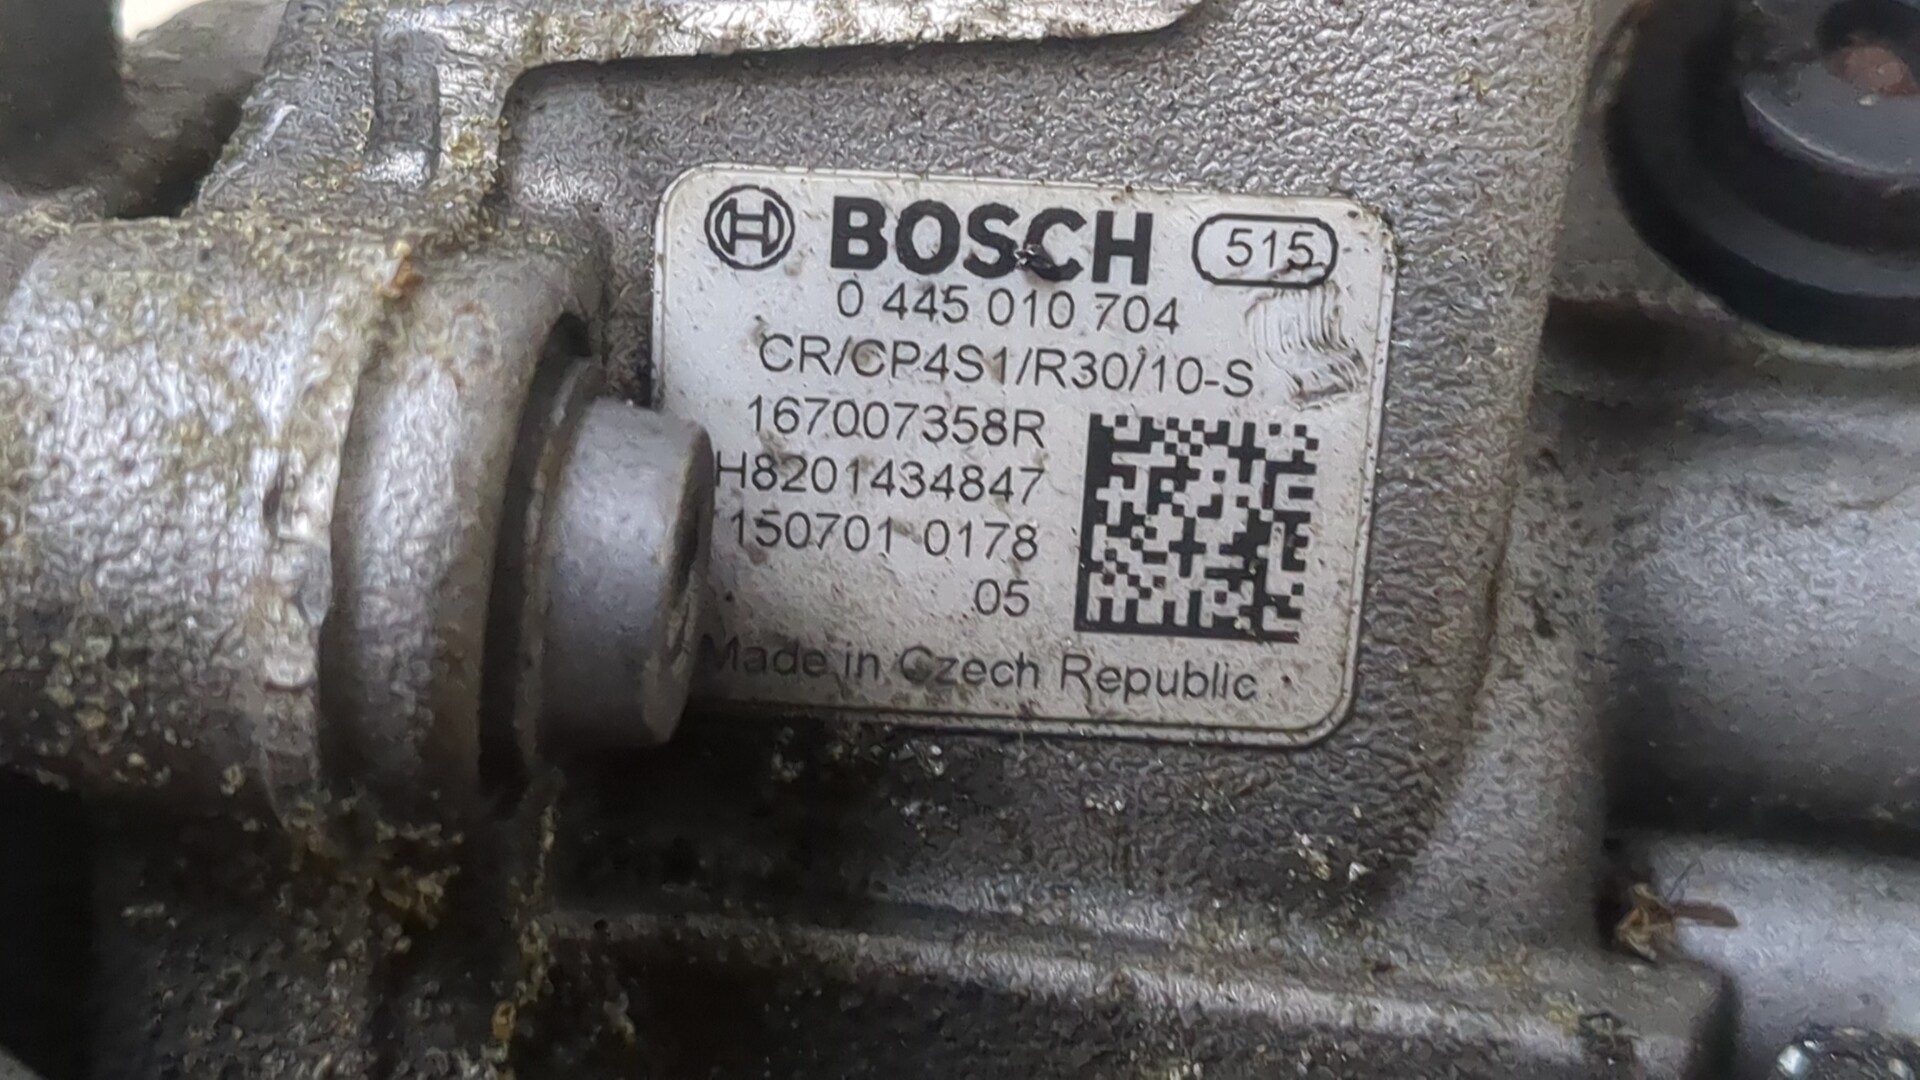 BOSCH 515
0 445 010 704
CR/CP4S1/R30/10-S
167007358R
H8201434847
150701 0178
05
Made in Czech Republic